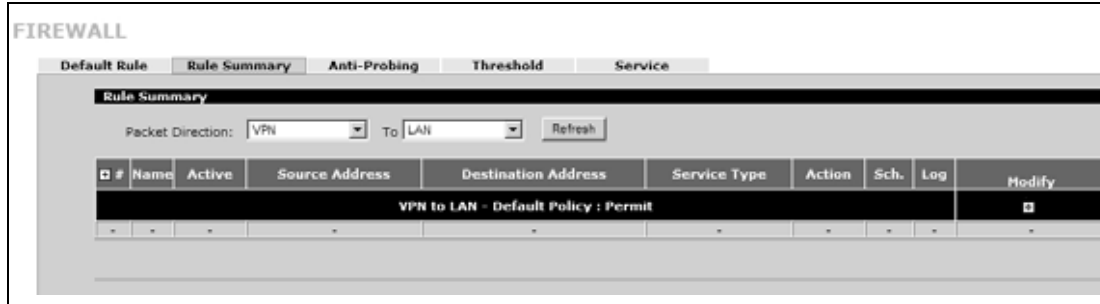 FIREWALL
Default Rule Rule Summary Anti-Probing Threshold Service
Rule Summary
Packet Direction: VPN To LAN Refresh
# Name Active Source Address Destination Address Service Type Action Sch. Log Modify
VPN to LAN - Default Policy : Permit
- - - - - - - - - -